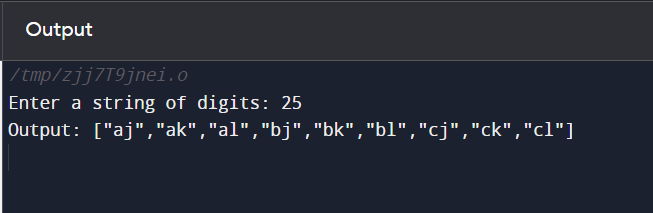 Output
/tmp/zjj7T9jnei.o
Enter a string of digits: 25
Output: ["aj","ak","al","bj","bk","bl","cj","ck","cl"]